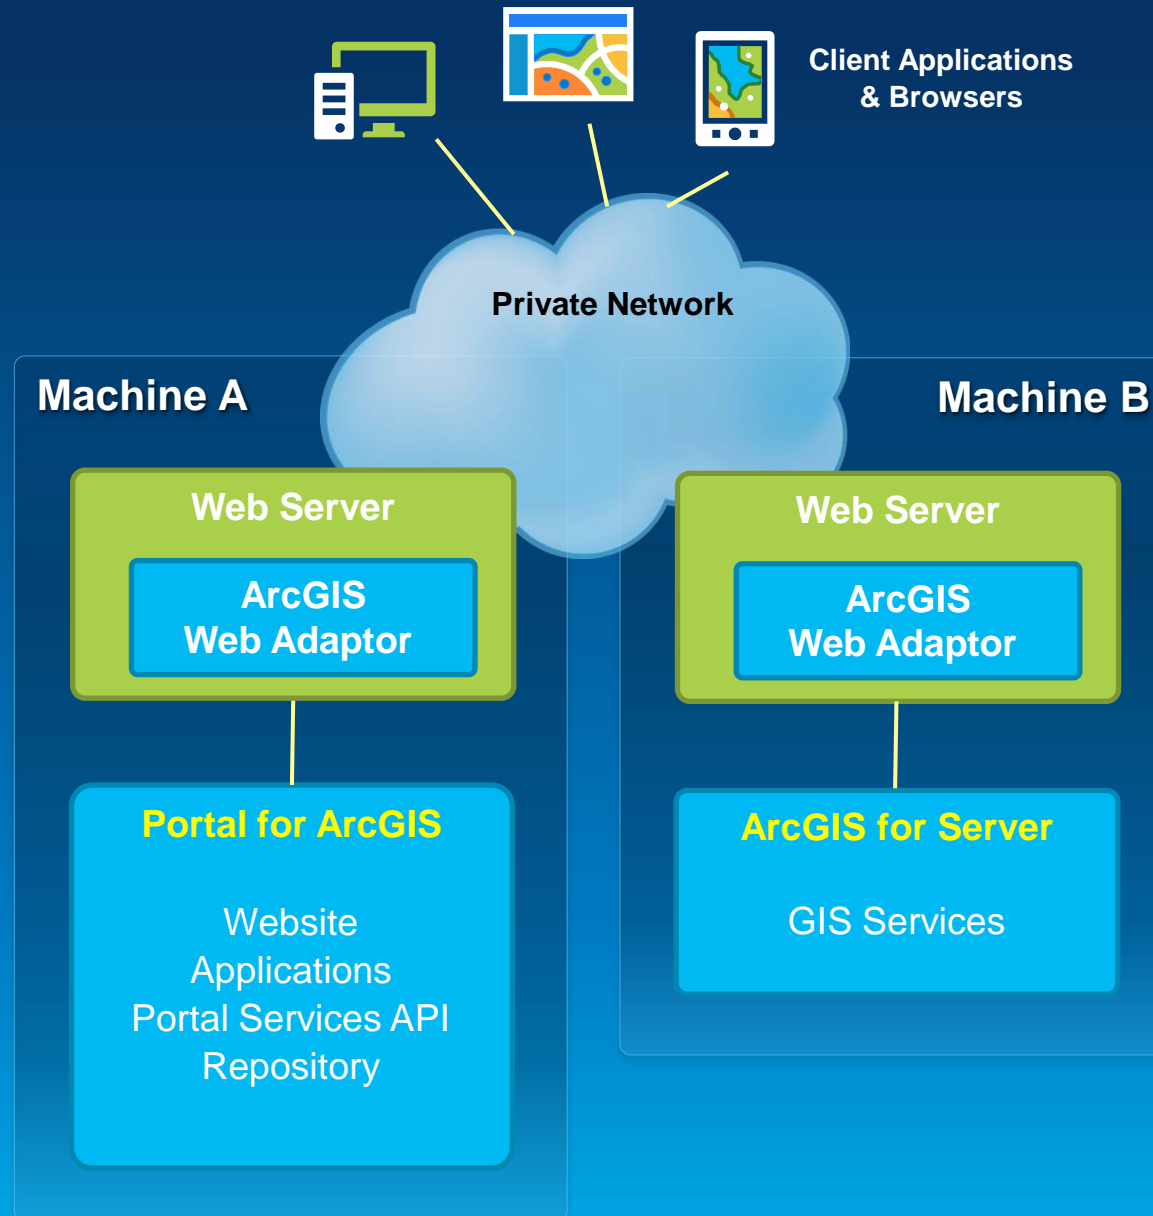 Client Applications
& Browsers
Private Network
Machine A
Web Server
ArcGIS
Web Adaptor
Portal for ArcGIS
Website
Applications
Portal Services API
Repository
Machine B
Web Server
ArcGIS
Web Adaptor
ArcGIS for Server
GIS Services